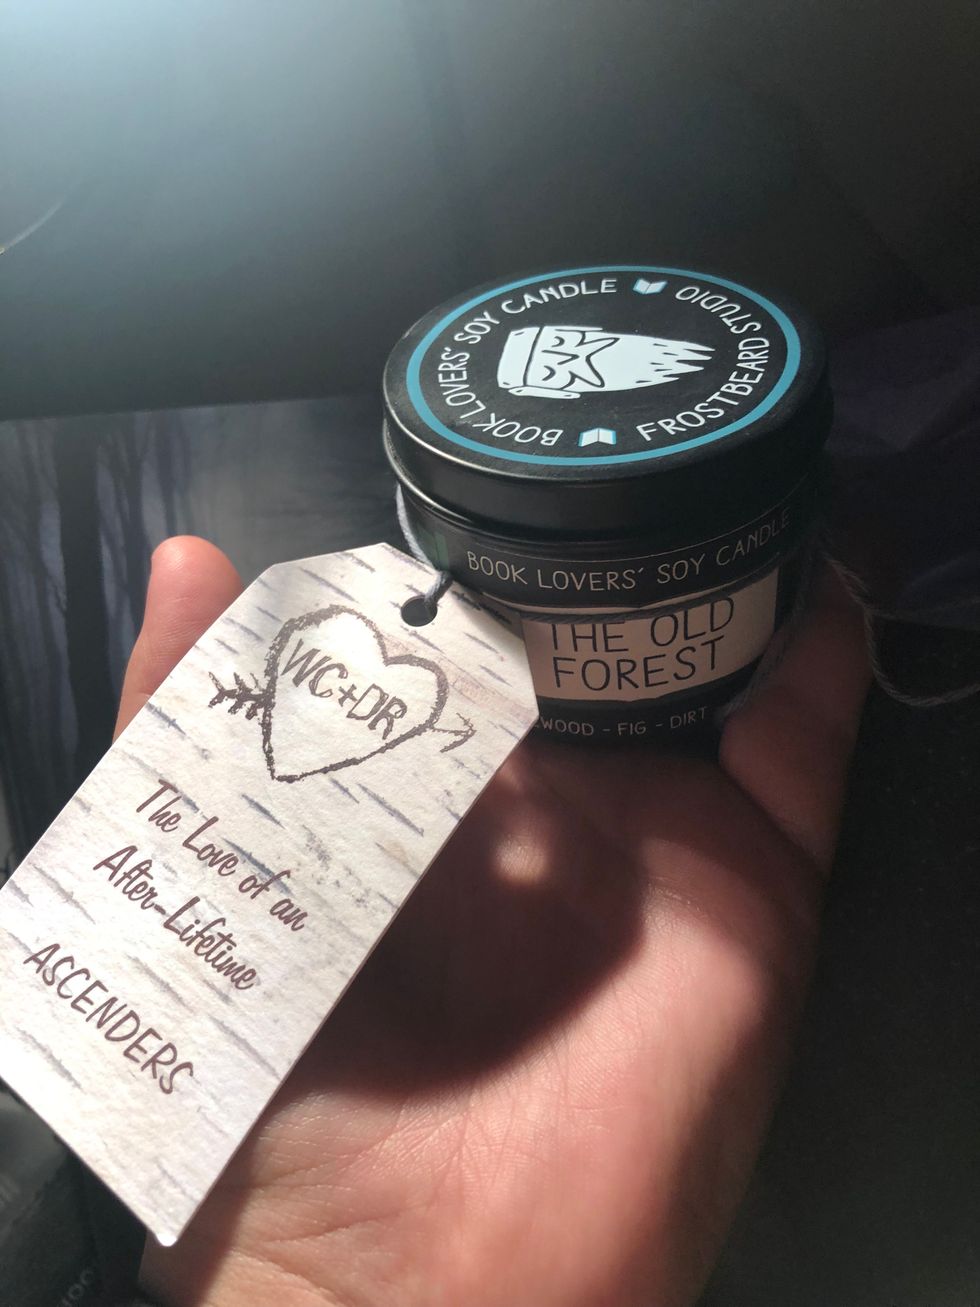 BOOK LOVERS' SOY CANDLE
FROSTBEARD STUDIO
BOOK LOVERS' SOY CANDLE
THE OLD
FOREST
WOOD - FIG - DIRT
WC+DR
The Love of an
After-Lifetime
ASCENDERS